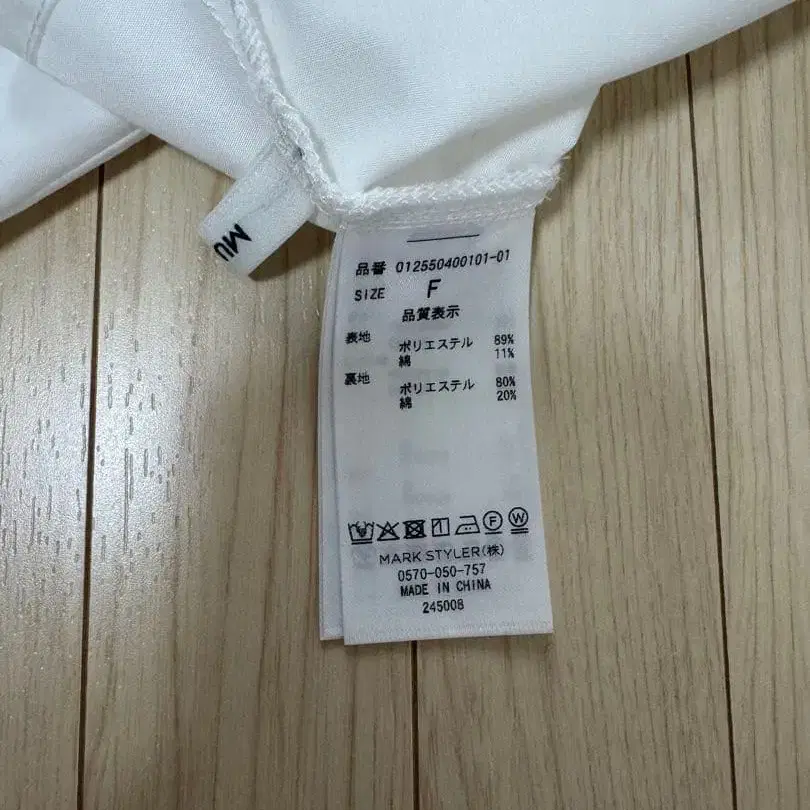 MU
品番 012550400101-01
SIZE F
品質表示
表地 ポリエステル 89%
綿 11%
裏地 ポリエステル 80%
綿 20%
F W
MARK STYLER(株)
0570-050-757
MADE IN CHINA
245008